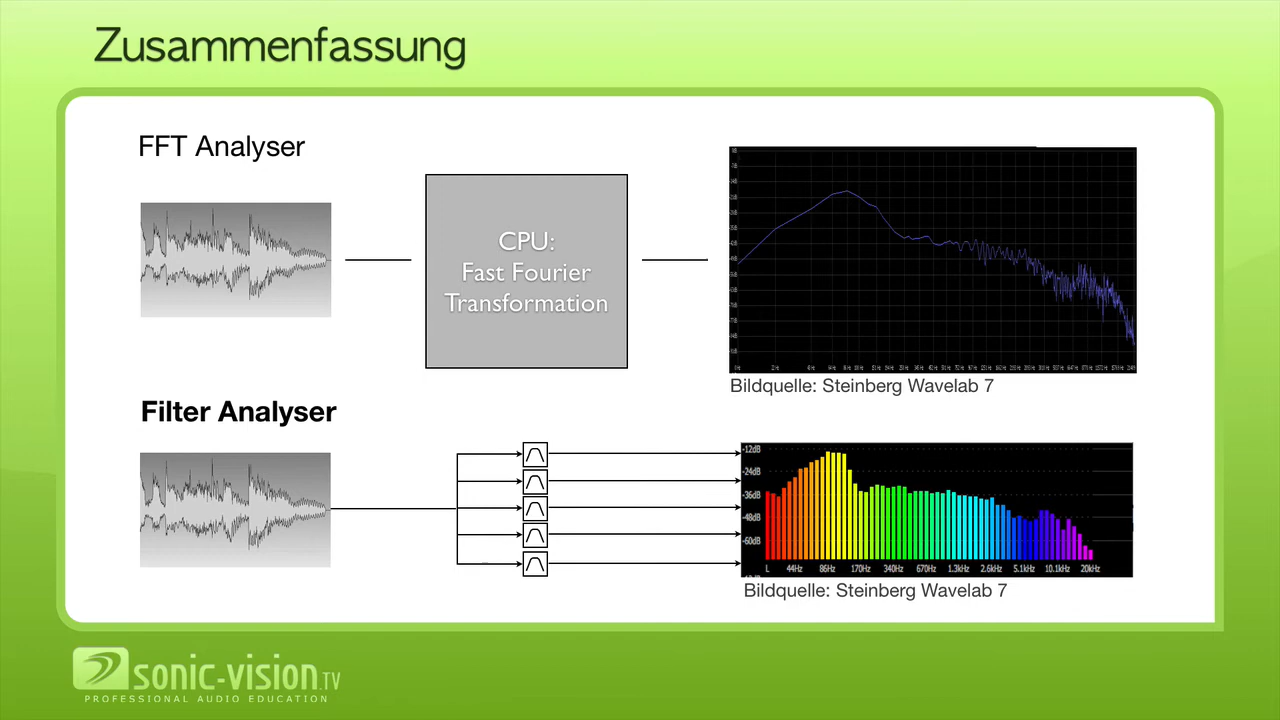 Zusammenfassung
FFT Analyser
CPU:
Fast Fourier
Transformation
Bildquelle: Steinberg Wavelab 7
Filter Analyser
-12dB
-24dB
-36dB
-48dB
-60dB
L 44Hz 86Hz 170Hz 340Hz 670Hz 1.3kHz 2.6kHz 5.1kHz 10.1kHz 20kHz
Bildquelle: Steinberg Wavelab 7
sonic-vision.TV
PROFESSIONAL AUDIO EDUCATION